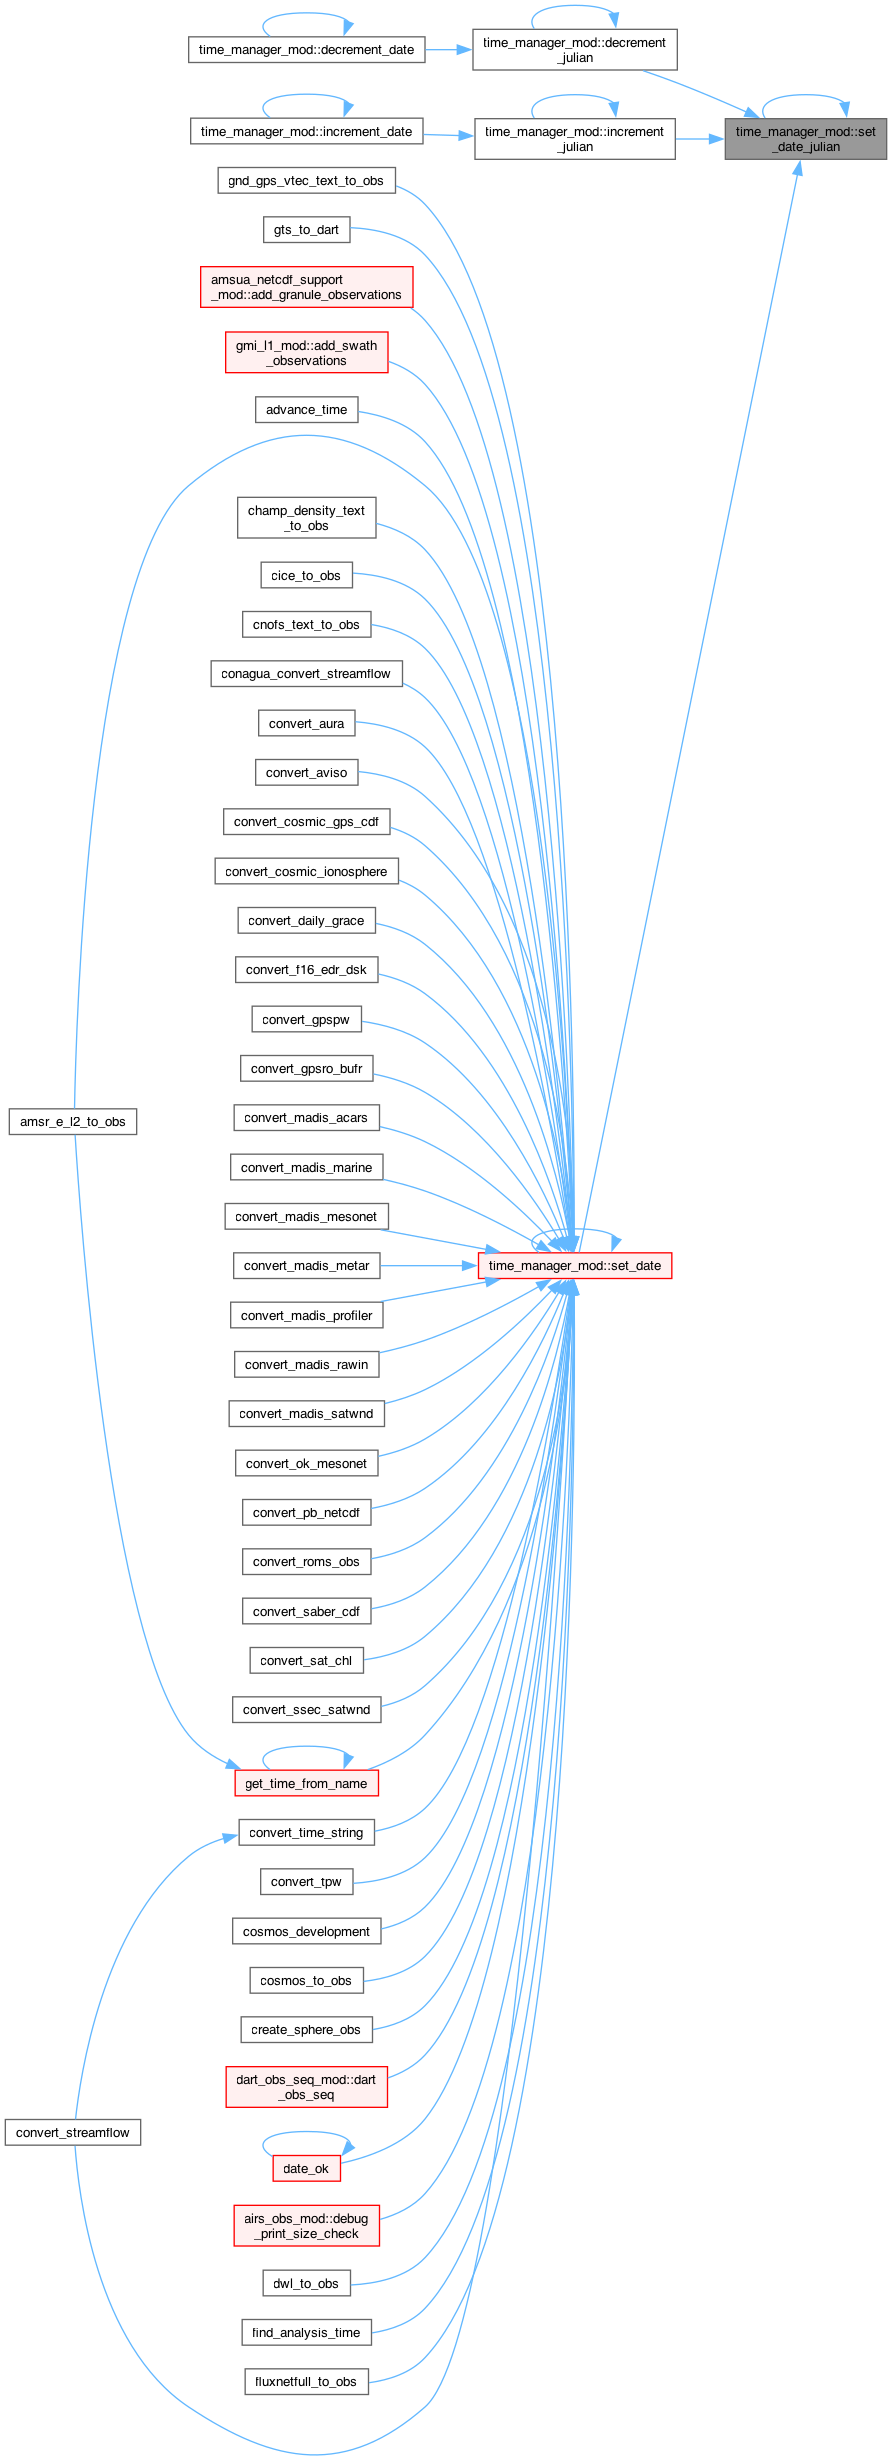 time_manager_mod::decrement_date
time_manager_mod::decrement
_julian
time_manager_mod::increment_date
time_manager_mod::increment
_julian
time_manager_mod::set
_date_julian
gnd_gps_vtec_text_to_obs
gts_to_dart
amsua_netcdf_support
_mod::add_granule_observations
gmi_l1_mod::add_swath
_observations
advance_time
champ_density_text
_to_obs
cice_to_obs
cnofs_text_to_obs
conagua_convert_streamflow
convert_aura
convert_aviso
convert_cosmic_gps_cdf
convert_cosmic_ionosphere
convert_daily_grace
convert_f16_edr_dsk
convert_gpspw
convert_gpsro_bufr
convert_madis_acars
amsr_e_l2_to_obs
convert_madis_marine
convert_madis_mesonet
convert_madis_metar
time_manager_mod::set_date
convert_madis_profiler
convert_madis_rawin
convert_madis_satwnd
convert_ok_mesonet
convert_pb_netcdf
convert_roms_obs
convert_saber_cdf
convert_sat_chl
convert_ssec_satwnd
get_time_from_name
convert_time_string
convert_tpw
cosmos_development
cosmos_to_obs
create_sphere_obs
dart_obs_seq_mod::dart
_obs_seq
convert_streamflow
date_ok
airs_obs_mod::debug
_print_size_check
dwl_to_obs
find_analysis_time
fluxnetfull_to_obs